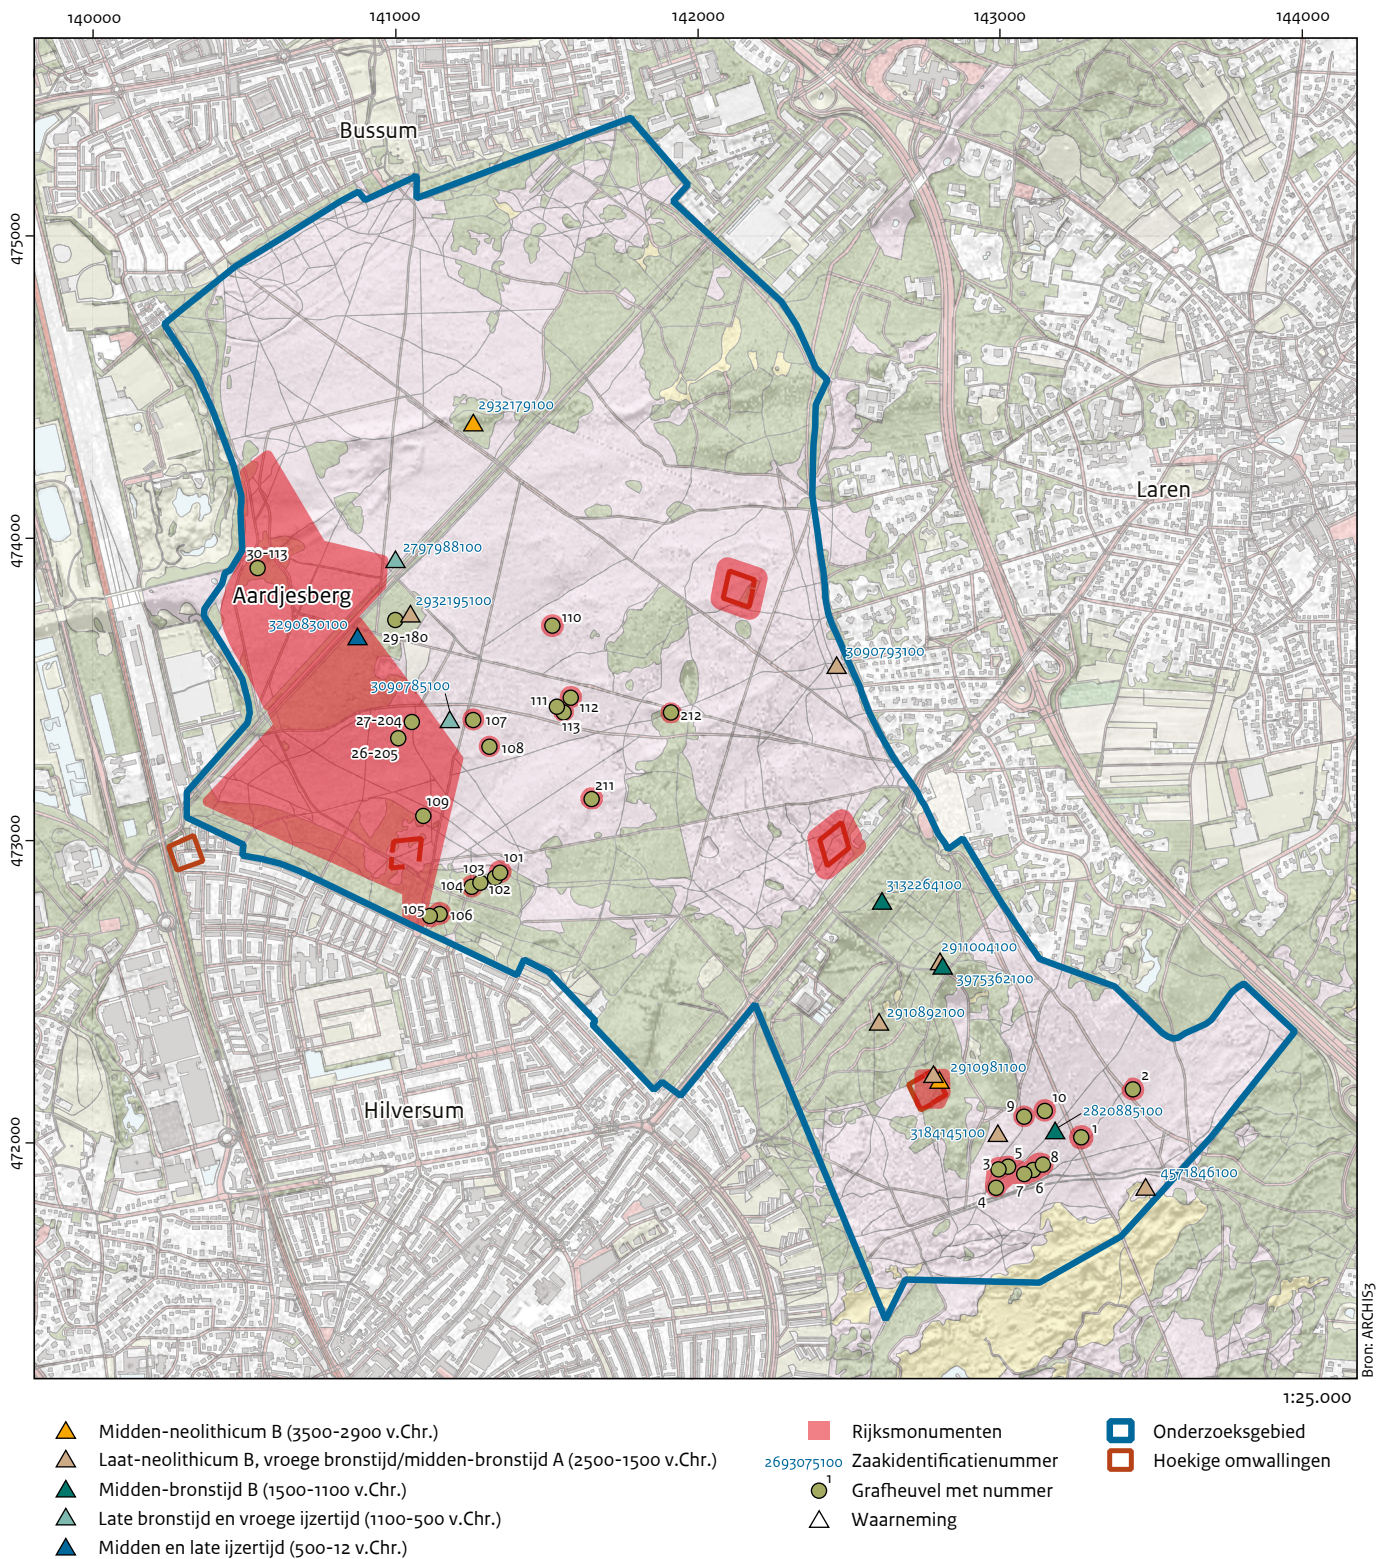 140000 141000 142000 143000 144000
475000
474000
473000
472000
Bussum
2932179100
Laren
2797988100
30-113
Aardjesberg
2932195100
3290830100
29-180
110
3090793100
3090785100
27-204
107
111
112
113
212
26-205
108
211
109
101
103
104
102
105
106
3132264100
2911004100
3975362100
2910892100
2910981100
2
10
9
2820885100
1
Hilversum
3184145100
5
8
3
4571846100
7
6
4
Bron: ARCHIS3
1:25.000
Midden-neolithicum B (3500-2900 v.Chr.)
Laat-neolithicum B, vroege bronstijd/midden-bronstijd A (2500-1500 v.Chr.)
Midden-bronstijd B (1500-1100 v.Chr.)
Late bronstijd en vroege ijzertijd (1100-500 v.Chr.)
Midden en late ijzertijd (500-12 v.Chr.)
Rijksmonumenten
2693075100 Zaakidentificatienummer
1 Grafheuvel met nummer
Waarneming
Onderzoeksgebied
Hoekige omwallingen